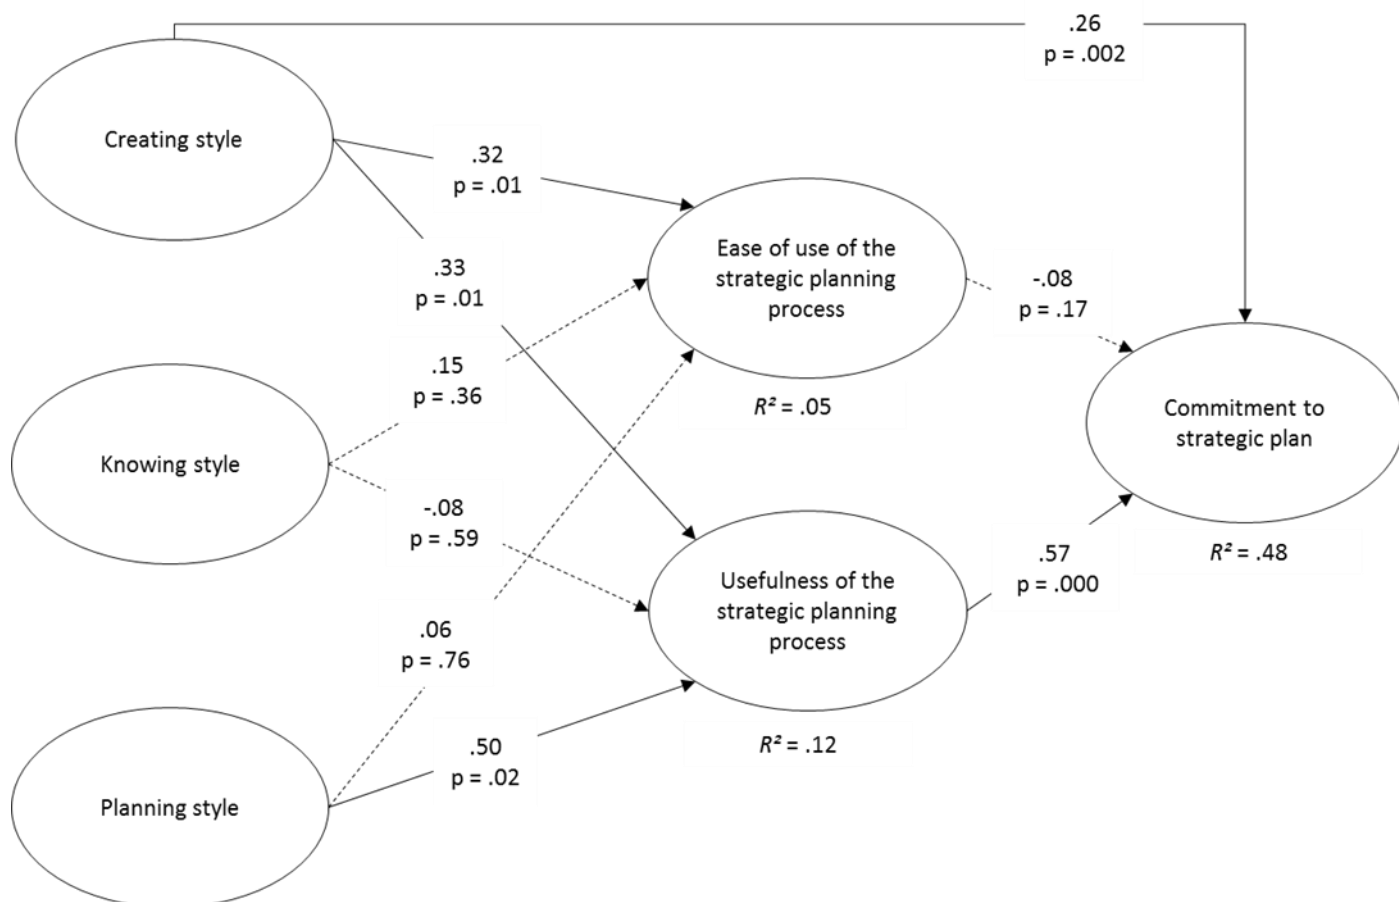 .26
p = .002
Creating style
.32
p = .01
.33
p = .01
Ease of use of the
strategic planning
process
R² = .05
-.08
p = .17
.15
p = .36
Knowing style
Commitment to
strategic plan
R² = .48
-.08
p = .59
Usefulness of the
strategic planning
process
R² = .12
.57
p = .000
.06
p = .76
.50
p = .02
Planning style